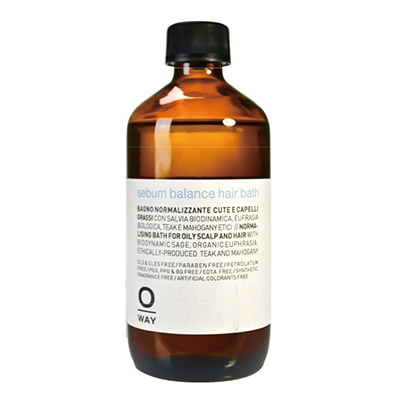 sebum balance hair bath
BAGNO NORMALIZZANTE CUTE E CAPELLI
GRASSI CON SALVIA BIODINAMICA, EUFRASIA
BIOLOGICA, TEAK E MAHOGANY ETICI // NORMA-
LISING BATH FOR OILY SCALP AND HAIR WITH
BIODYNAMIC SAGE, ORGANIC EUPHRASIA,
ETHICALLY-PRODUCED TEAK AND MAHOGANY
SLS & SLES FREE / PARABEN FREE / PETROLATUM
FREE / PEG, PPG & BG FREE / EDTA FREE / SYNTHETIC
FRAGRANCE FREE / ARTIFICIAL COLORANTS FREE
O
WAY